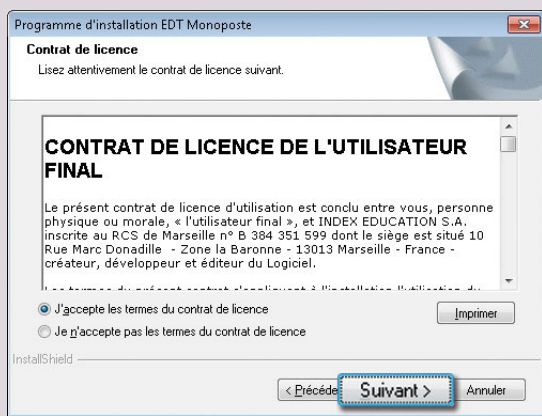 Programme d'installation EDT Monoposte
Contrat de licence
Lisez attentivement le contrat de licence suivant.
CONTRAT DE LICENCE DE L'UTILISATEUR
FINAL
Le présent contrat de licence d'utilisation est conclu entre vous, personne
physique ou morale, « l'utilisateur final », et INDEX EDUCATION S.A.
inscrite au RCS de Marseille n° B 384 351 599 dont le siège est situé 10
Rue Marc Donadille - Zone la Baronne - 13013 Marseille - France -
créateur, développeur et éditeur du Logiciel.
J'accepte les termes du contrat de licence
Je n'accepte pas les termes du contrat de licence
Imprimer
InstallShield
< Précéde Suivant > Annuler